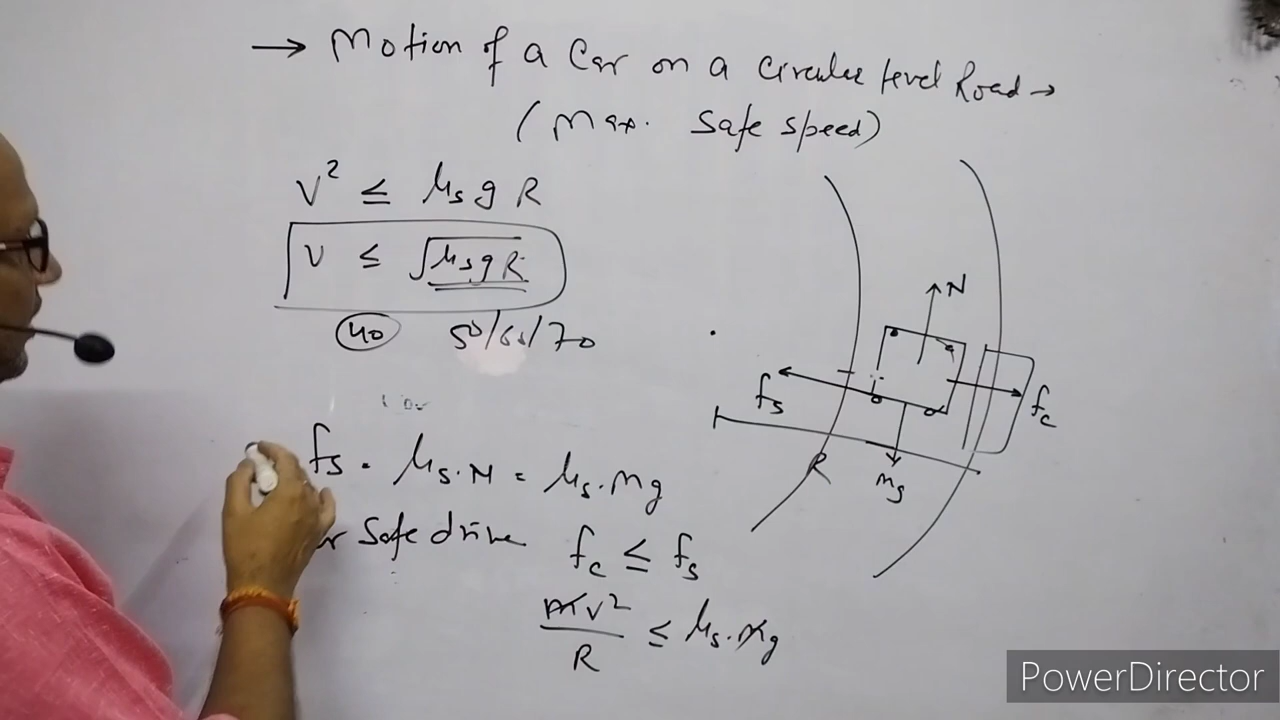 → Motion of a Car on a Circular level Road →
(Max. Safe speed)
V² ≤ μs g R
V ≤ √μs g R
40 50/60/70
fs = μs.N = μs.mg
Safe drive fc ≤ fs
mv²/R ≤ μs.mg
N
fs
fc
R
mg
PowerDirector